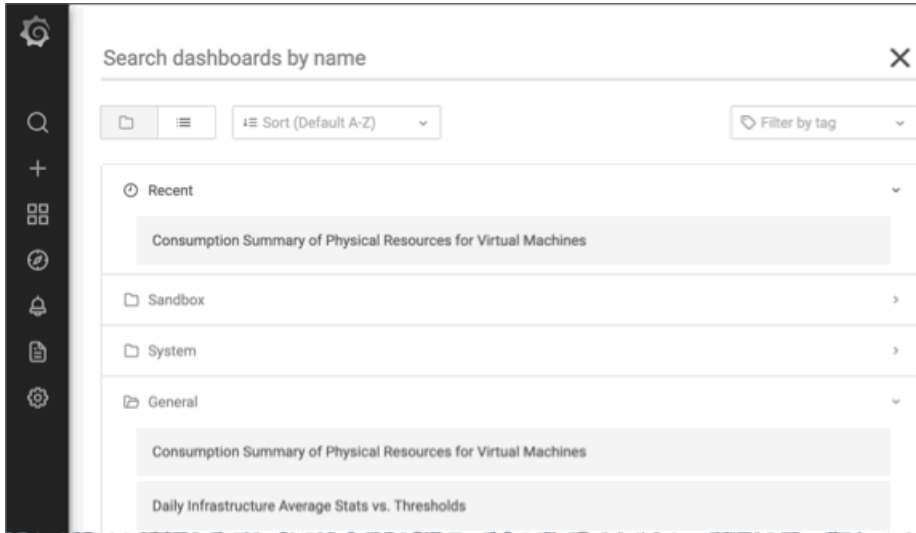 Search dashboards by name
Sort (Default A-Z)
Filter by tag
Recent
Consumption Summary of Physical Resources for Virtual Machines
Sandbox
System
General
Consumption Summary of Physical Resources for Virtual Machines
Daily Infrastructure Average Stats vs. Thresholds